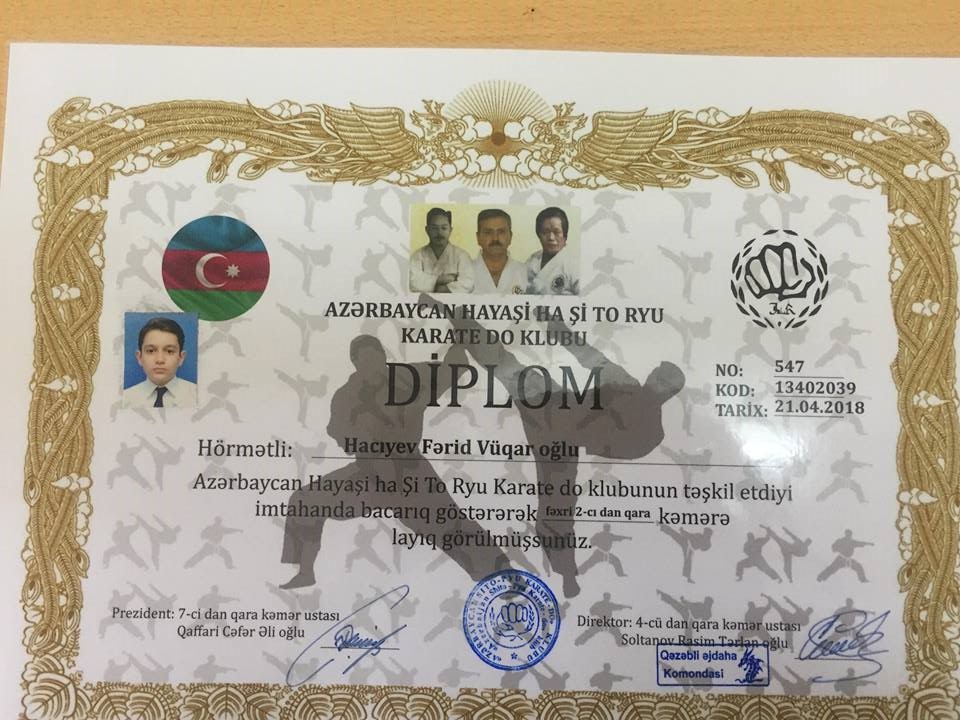 AZƏRBAYCAN HAYAŞİ HA Şİ TO RYU
KARATE DO KLUBU
DİPLOM
NO: 547
KOD: 13402039
TARİX: 21.04.2018
Hörmətli: Hacıyev Fərid Vüqar oğlu
Azərbaycan Hayaşi ha Şi To Ryu Karate do klubunun təşkil etdiyi
imtahanda bacarıq göstərərək fəxri 2-cı dan qara kəmərə
layıq görülmüşsünüz.
Prezident: 7-ci dan qara kəmər ustası
Qaffari Cəfər Əli oğlu
Direktor: 4-cü dan qara kəmər ustası
Soltanov Rasim Tərlan oğlu
Qəzəbli əjdaha
Komondasi